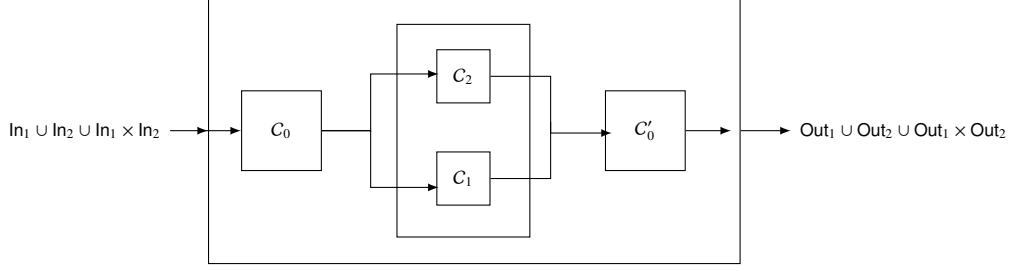 In₁ ∪ In₂ ∪ In₁ × In₂
C₀
C₂
C₁
C′₀
Out₁ ∪ Out₂ ∪ Out₁ × Out₂